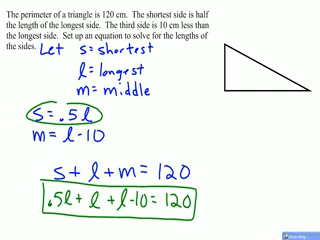 The perimeter of a triangle is 120 cm. The shortest side is half
the length of the longest side. The third side is 10 cm less than
the longest side. Set up an equation to solve for the lengths of
the sides.
Let s = shortest
l = longest
m = middle
s = .5l
m = l - 10
s + l + m = 120
.5l + l + l - 10 = 120